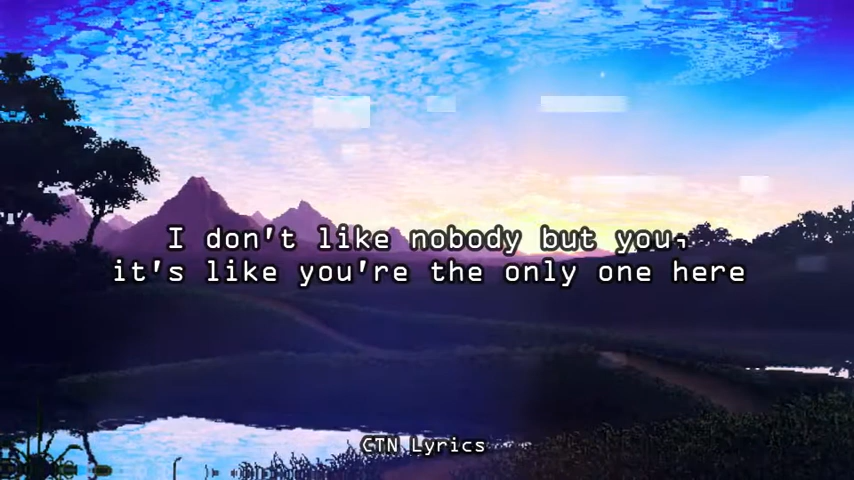 I don't like nobody but you,
it's like you're the only one here
CTN Lyrics